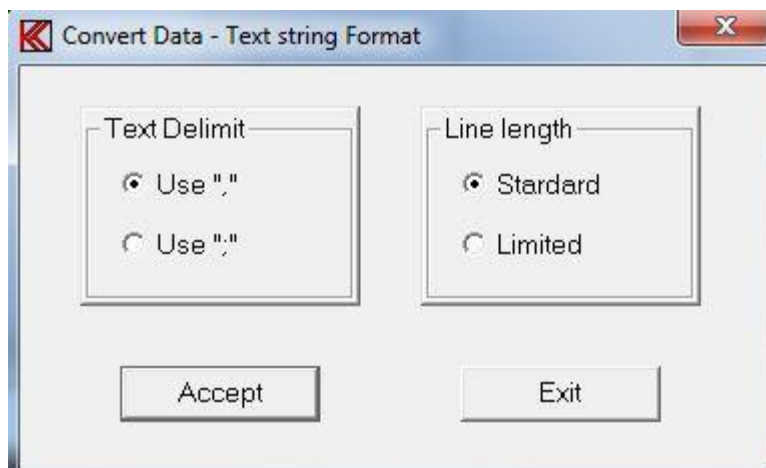 Convert Data - Text string Format
Text Delimit
Use ","
Use ";"
Line length
Stardard
Limited
Accept
Exit